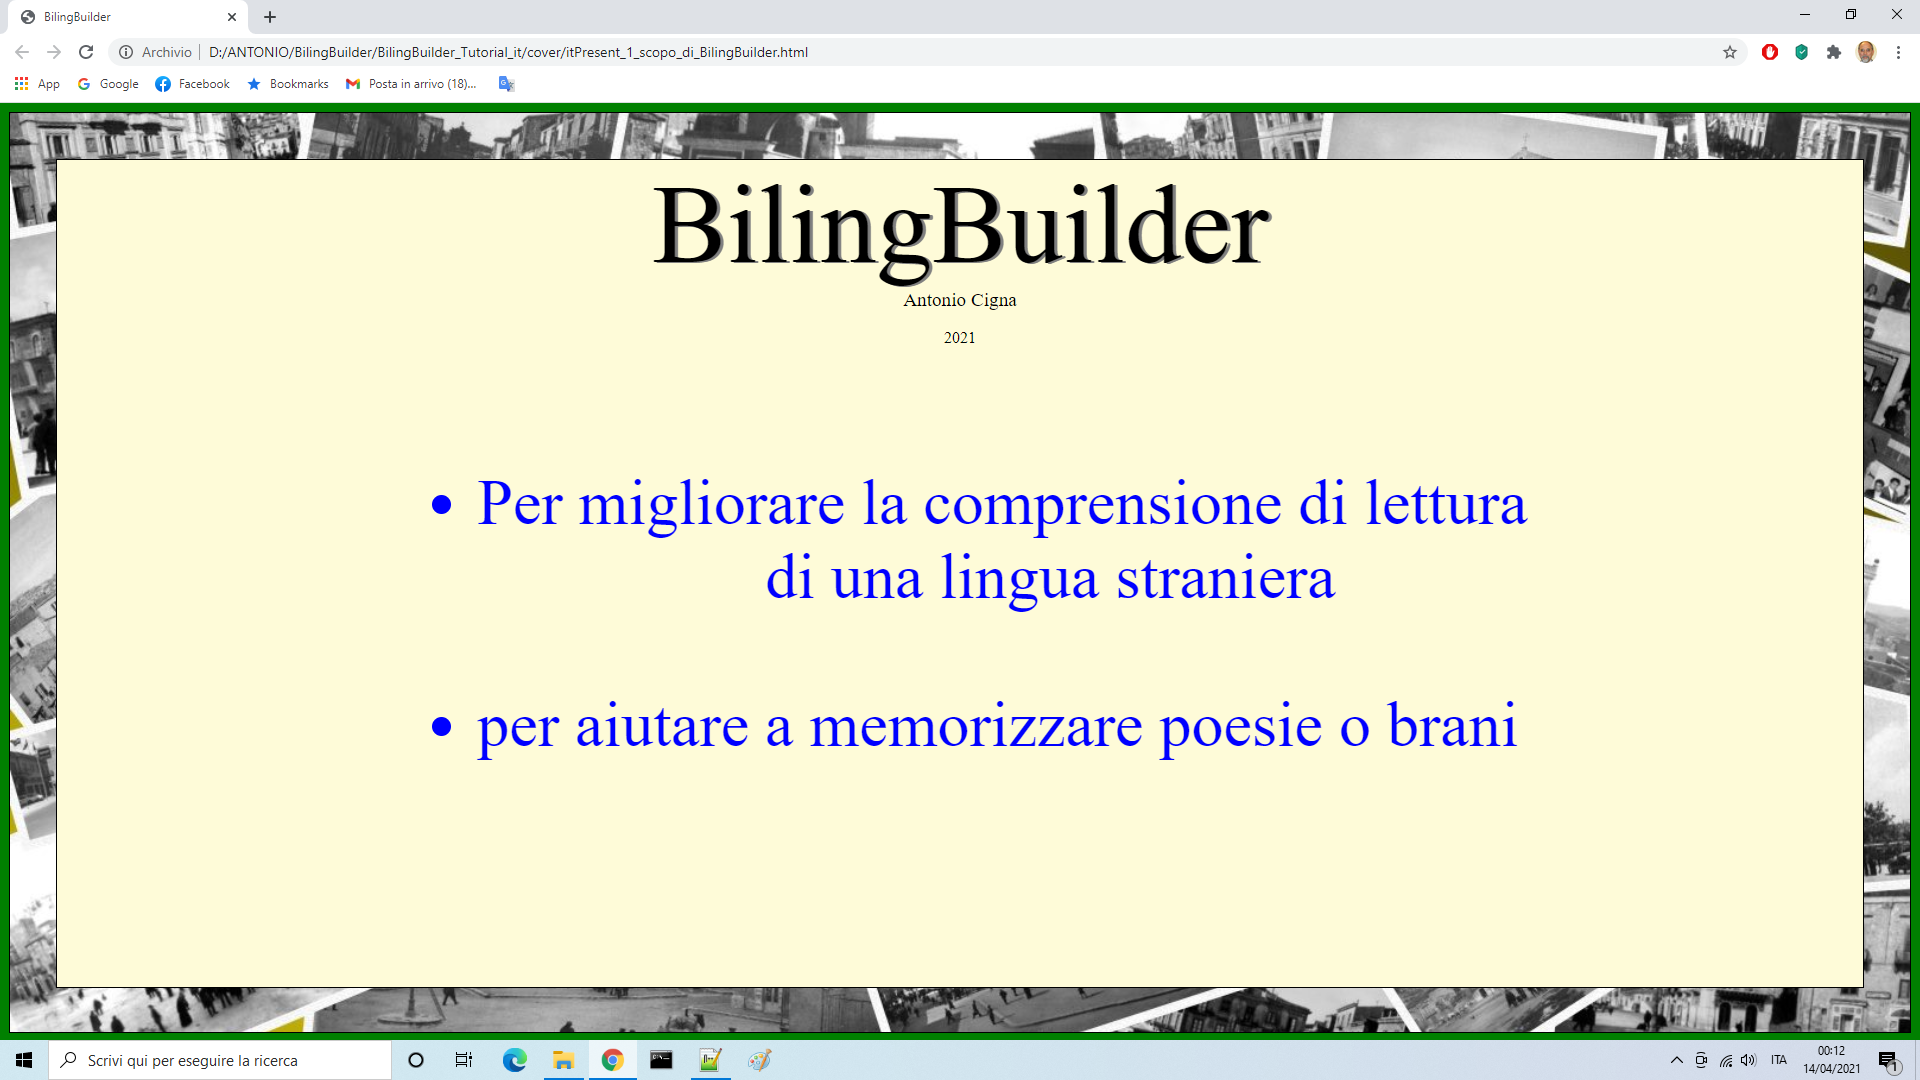 BilingBuilder
Archivio
D:/ANTONIO/BilingBuilder/BilingBuilder_Tutorial_it/cover/itPresent_1_scopo_di_BilingBuilder.html
App
Google
Facebook
Bookmarks
Posta in arrivo (18)...
BilingBuilder
Antonio Cigna
2021
• Per migliorare la comprensione di lettura
di una lingua straniera
• per aiutare a memorizzare poesie o brani
Scrivi qui per eseguire la ricerca
ITA
00:12
14/04/2021
1